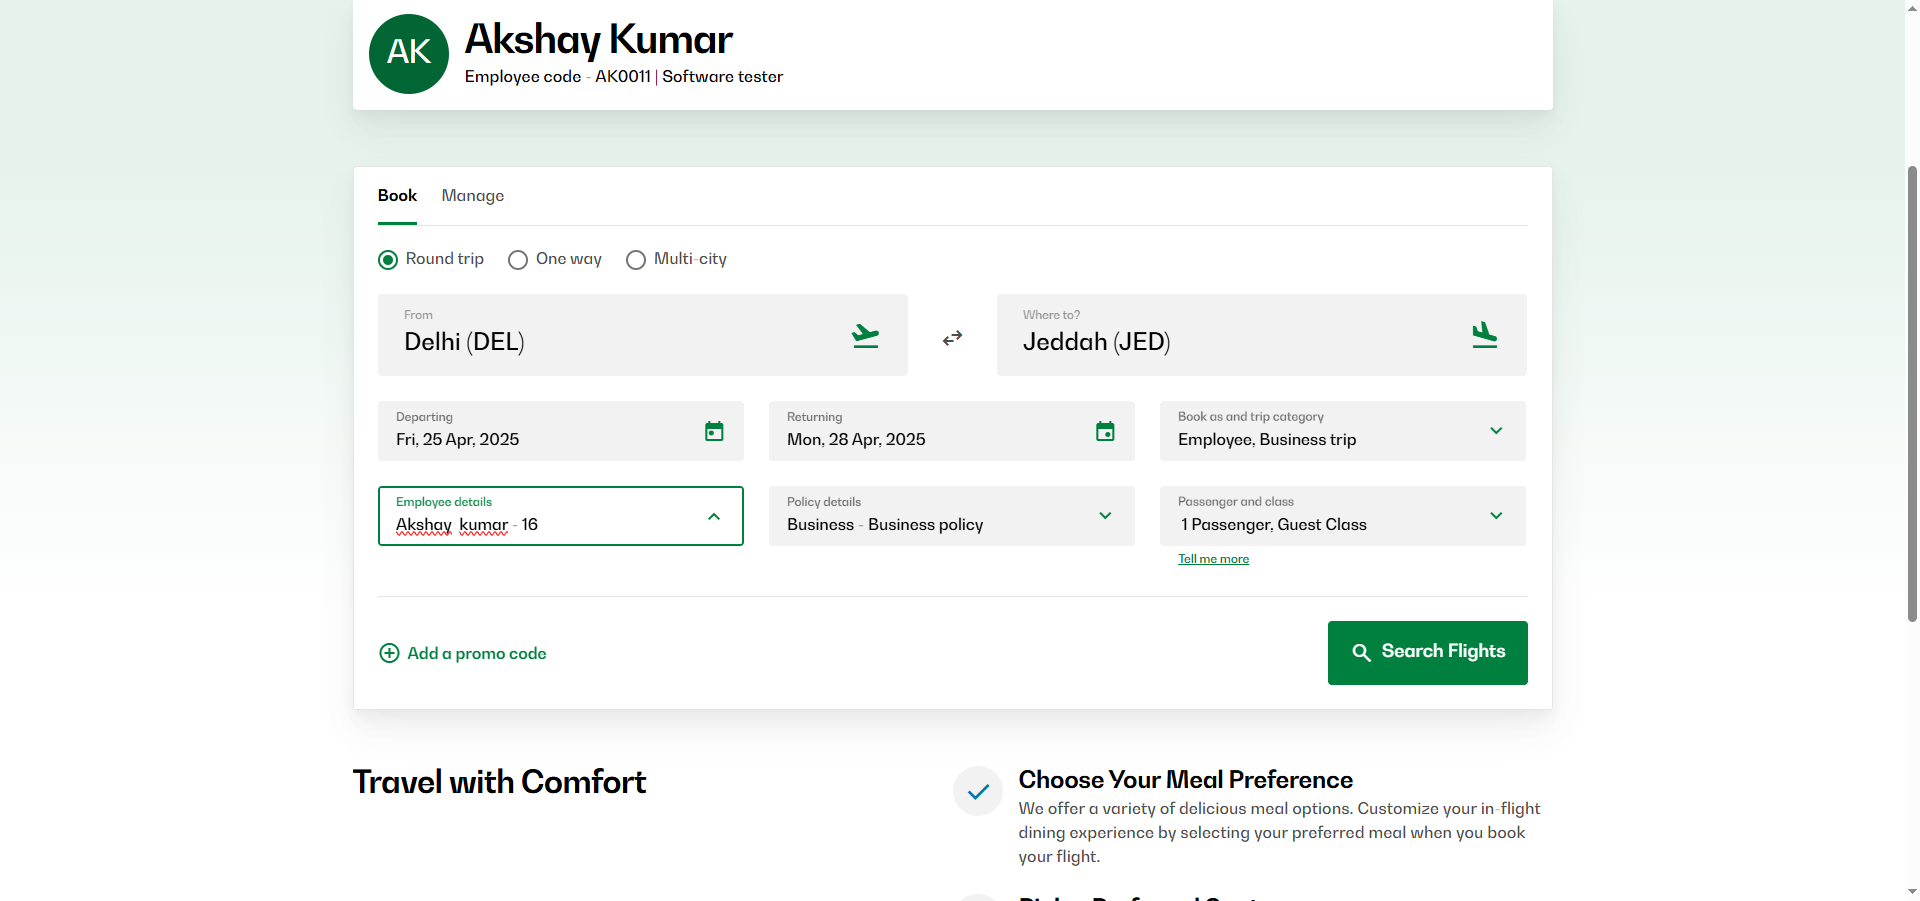 AK
Akshay Kumar
Employee code - AK0011 | Software tester
Book
Manage
Round trip
One way
Multi-city
From
Delhi (DEL)
Where to?
Jeddah (JED)
Departing
Fri, 25 Apr, 2025
Returning
Mon, 28 Apr, 2025
Book as and trip category
Employee, Business trip
Employee details
Akshay  kumar - 16
Policy details
Business - Business policy
Passenger and class
1 Passenger, Guest Class
Tell me more
Add a promo code
Search Flights
Travel with Comfort
Choose Your Meal Preference
We offer a variety of delicious meal options. Customize your in-flight
dining experience by selecting your preferred meal when you book
your flight.